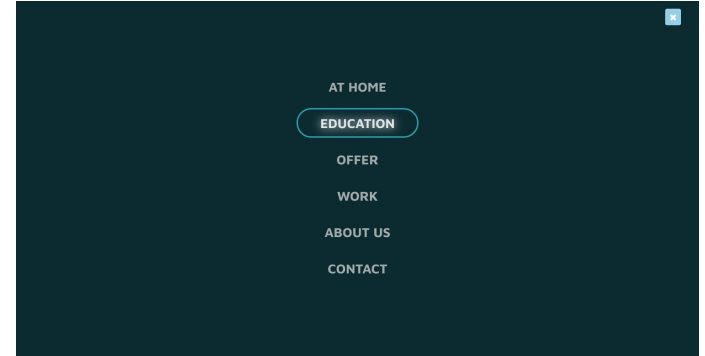 AT HOME
EDUCATION
OFFER
WORK
ABOUT US
CONTACT